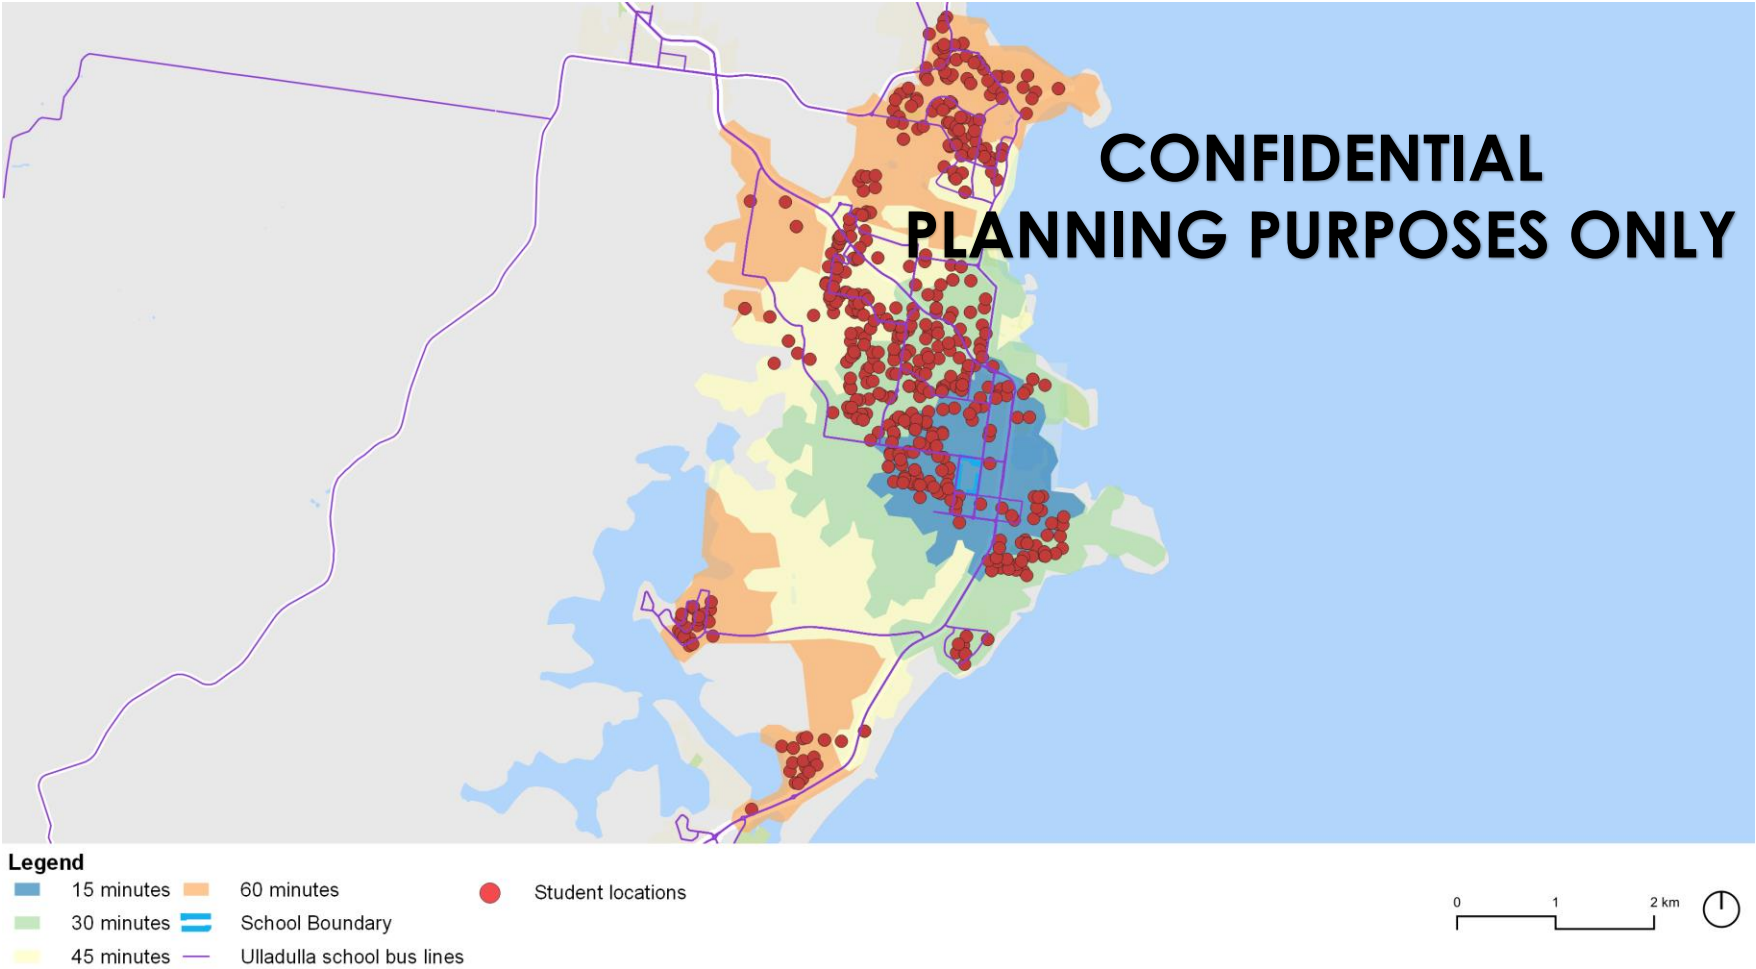 CONFIDENTIAL
PLANNING PURPOSES ONLY
Legend
15 minutes
30 minutes
45 minutes
60 minutes
School Boundary
Ulladulla school bus lines
Student locations
0 1 2 km